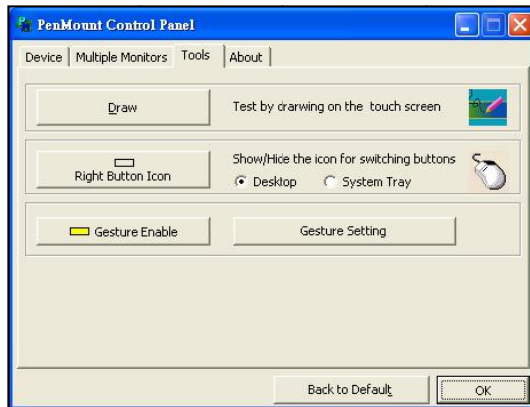 PenMount Control Panel
Device Multiple Monitors Tools About
Draw Test by drarwing on the touch screen
Show/Hide the icon for switching buttons
Right Button Icon Desktop System Tray
Gesture Enable Gesture Setting
Back to Default OK